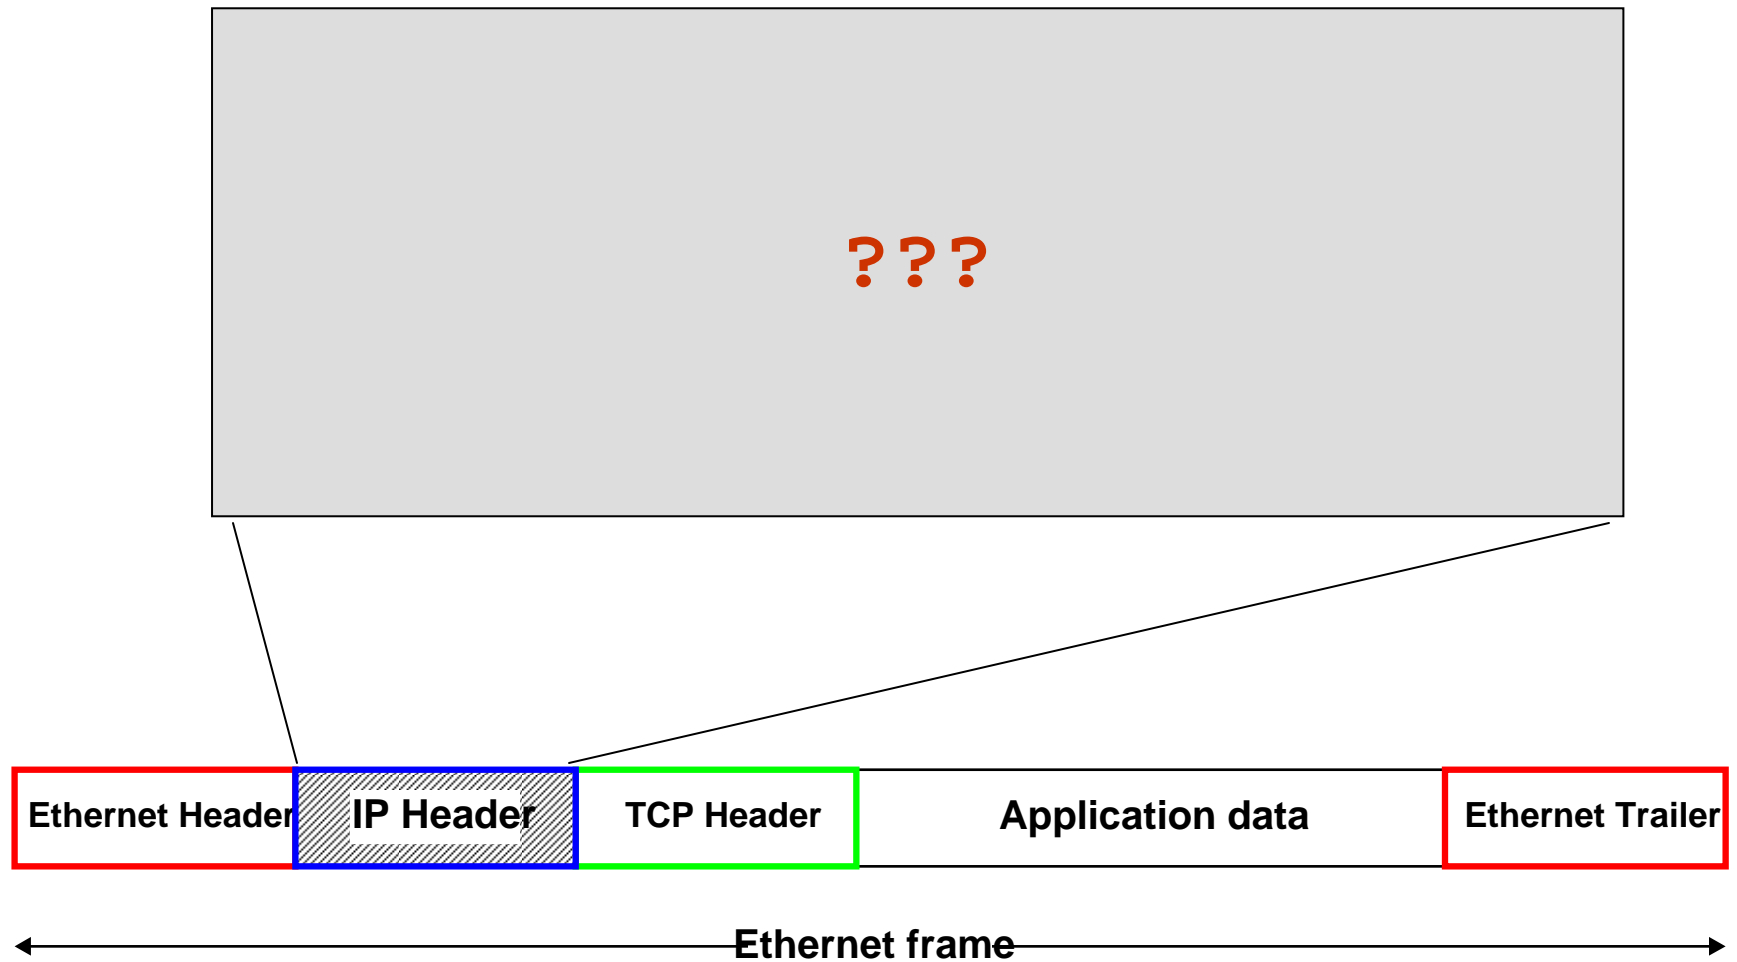 ???
Ethernet Header
IP Header
TCP Header
Application data
Ethernet Trailer
Ethernet frame